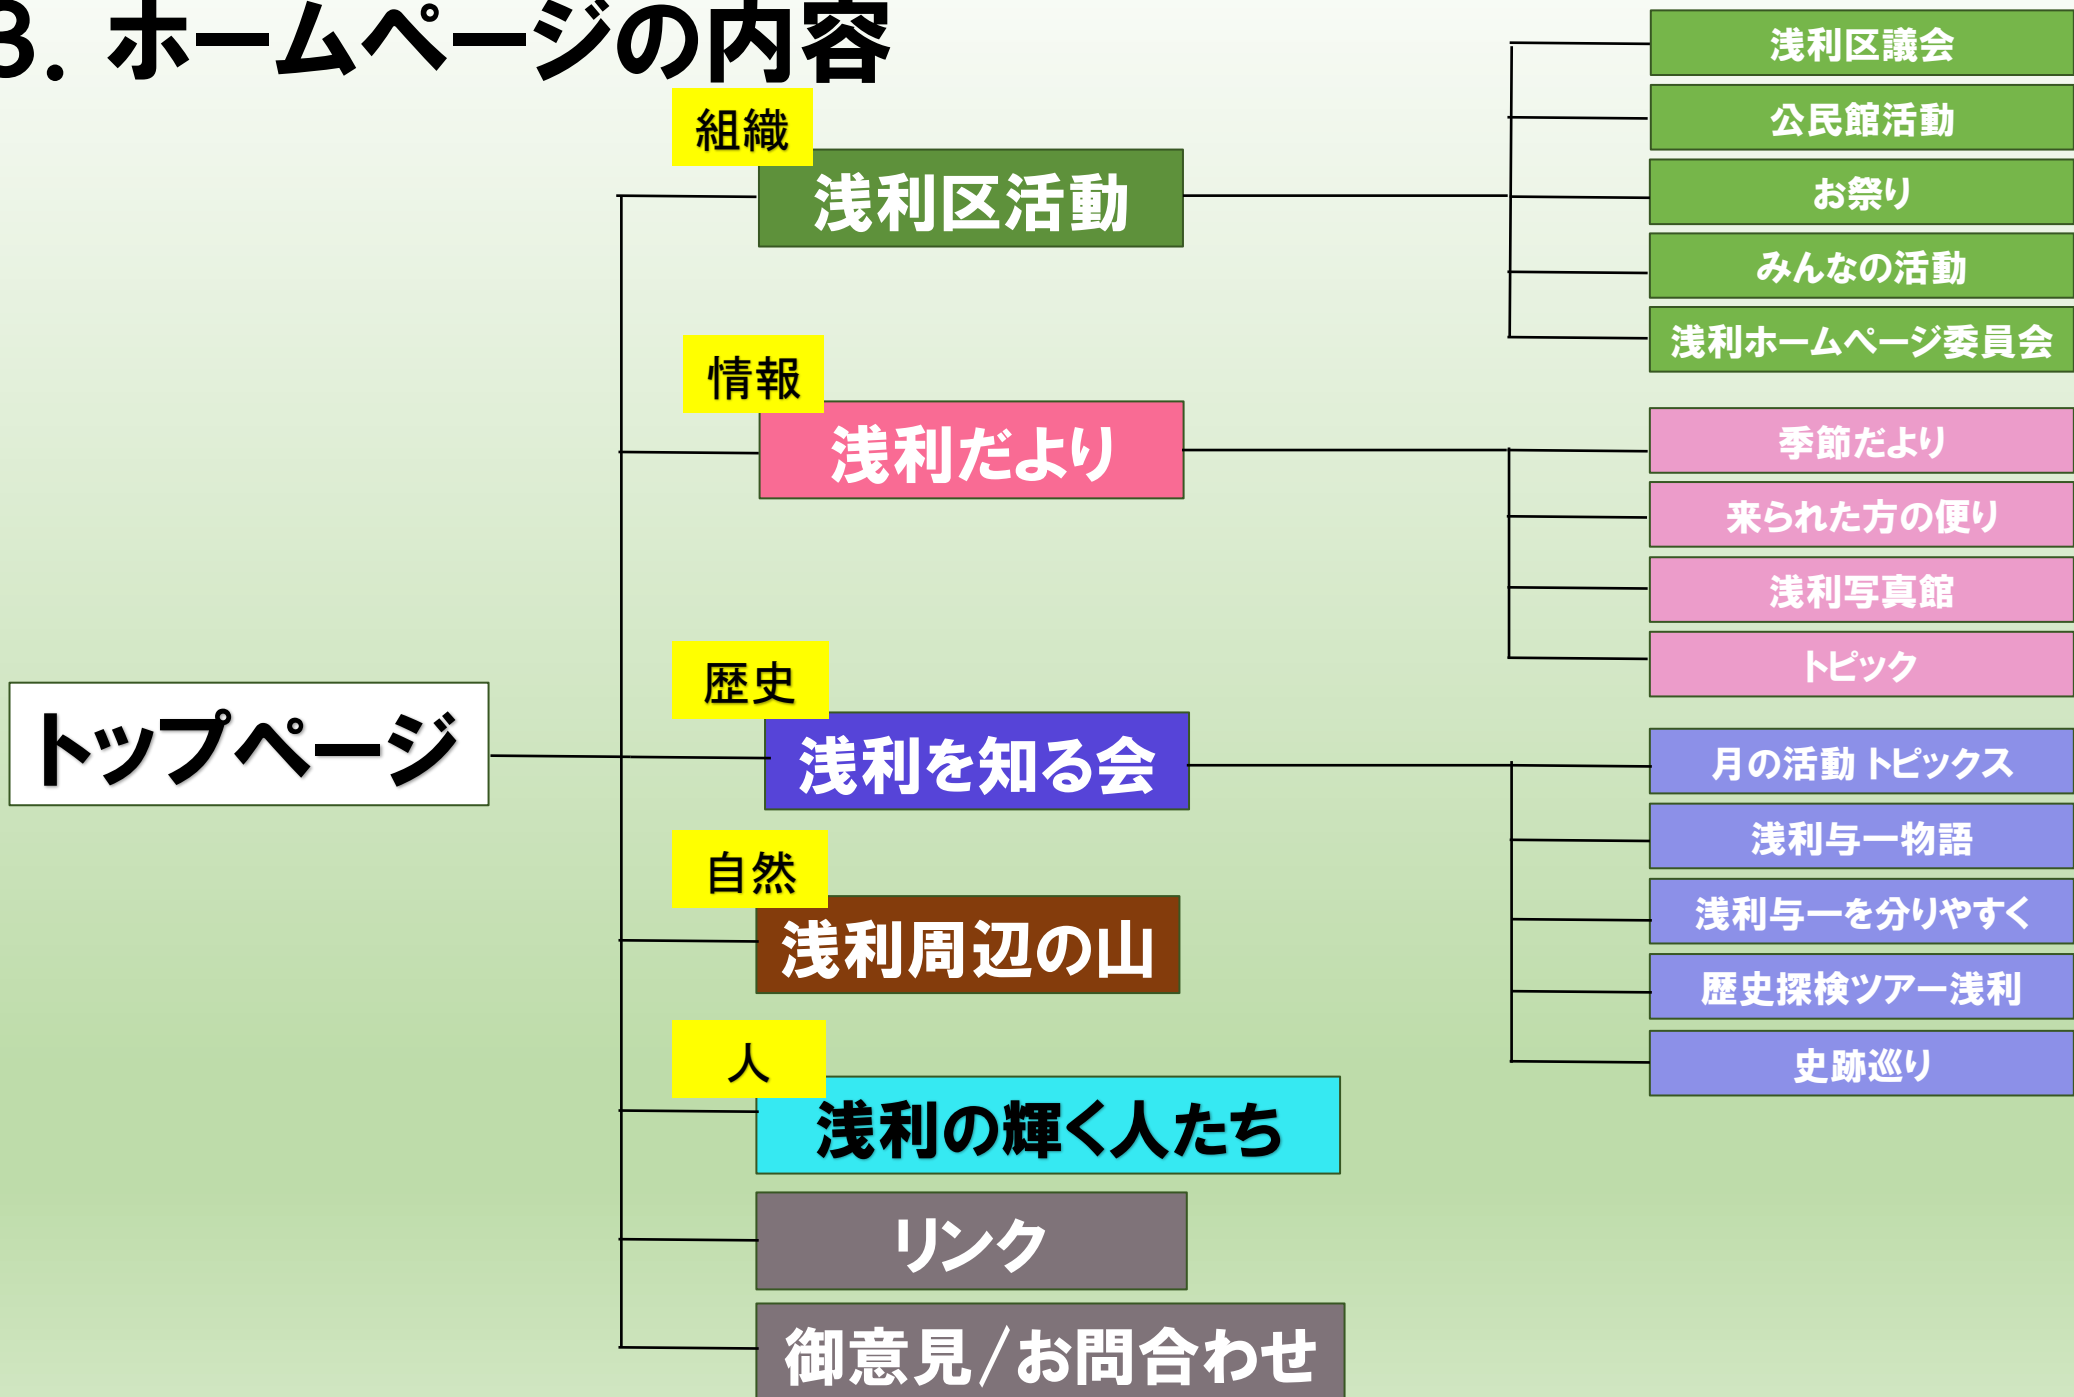 3. ホームページの内容
トップページ
組織
浅利区活動
浅利区議会
公民館活動
お祭り
みんなの活動
浅利ホームページ委員会
情報
浅利だより
季節だより
来られた方の便り
浅利写真館
トピック
歴史
浅利を知る会
月の活動 トピックス
浅利与一物語
浅利与一を分りやすく
歴史探検ツアー浅利
史跡巡り
自然
浅利周辺の山
人
浅利の輝く人たち
リンク
御意見/お問合わせ